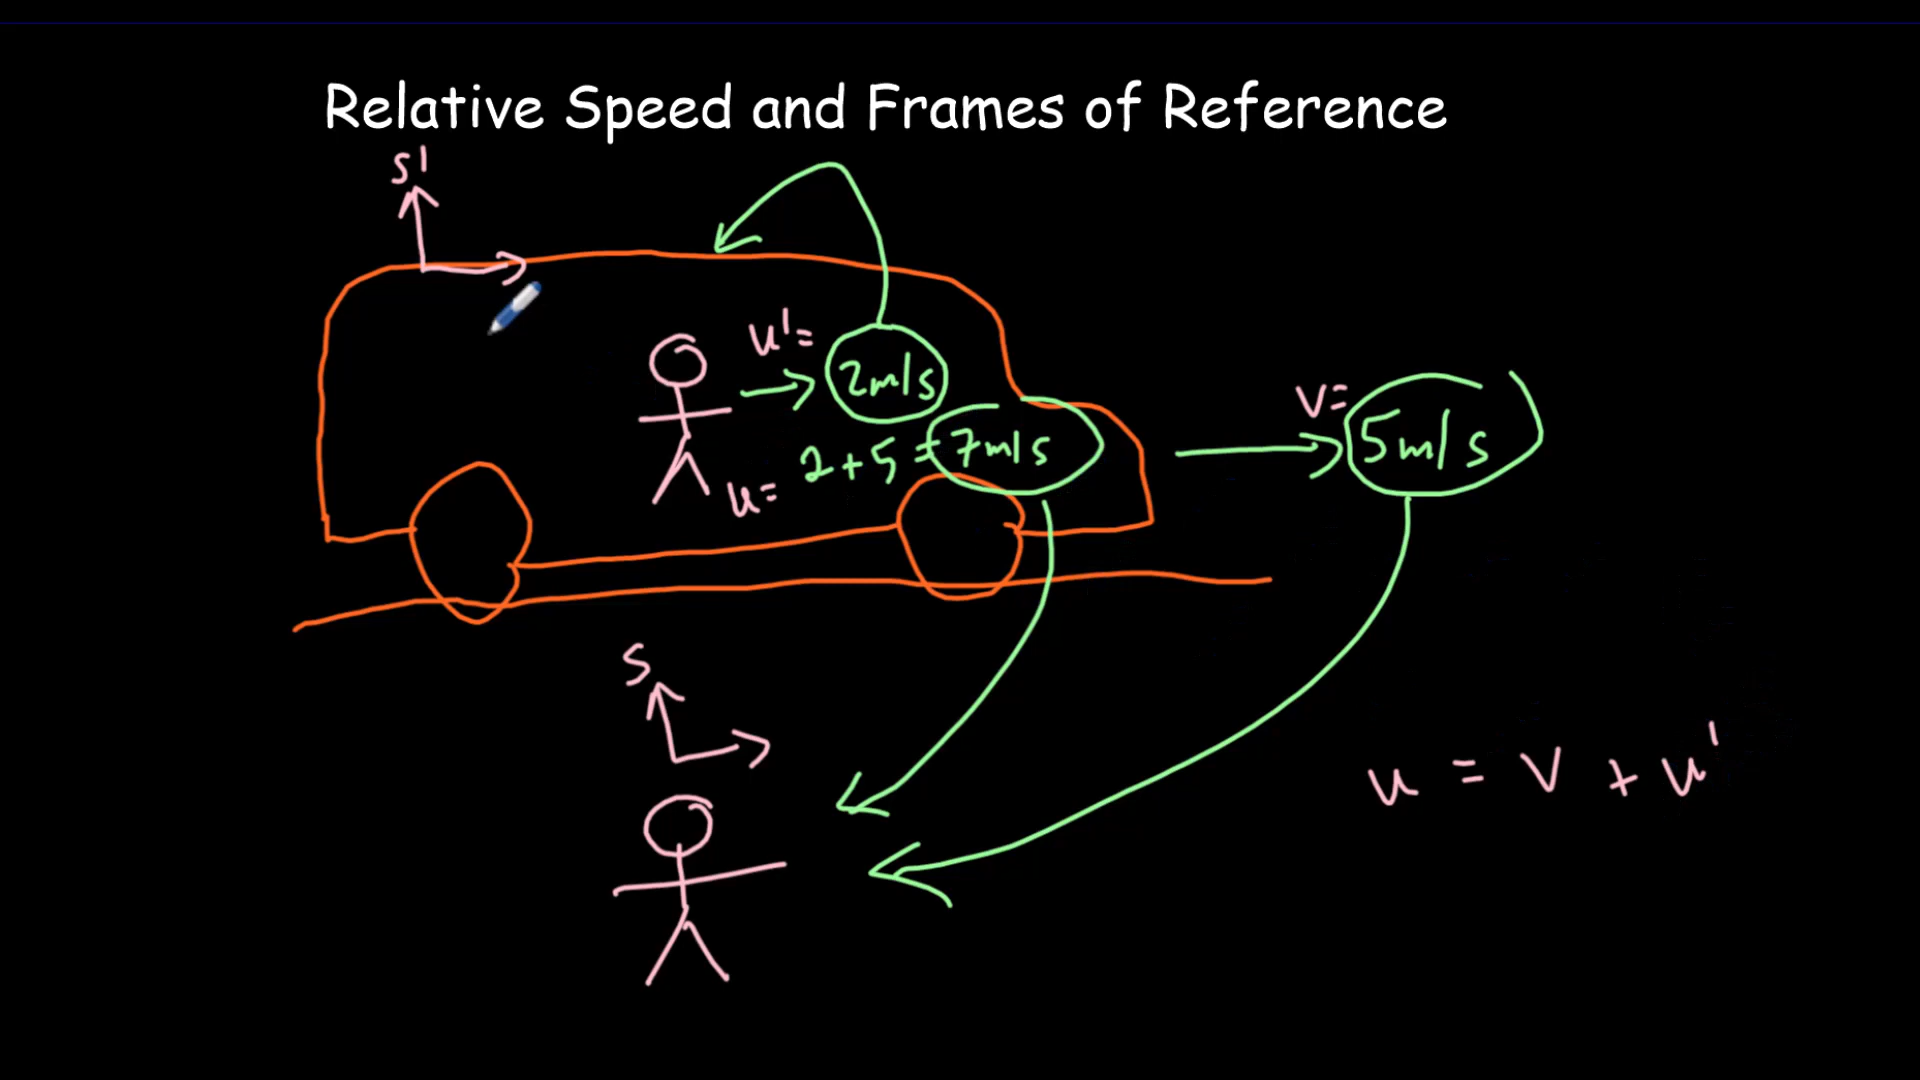 Relative Speed and Frames of Reference
S'
u'=
2m/s
v=
5m/s
2+5=7m/s
u=
S
u = v + u'